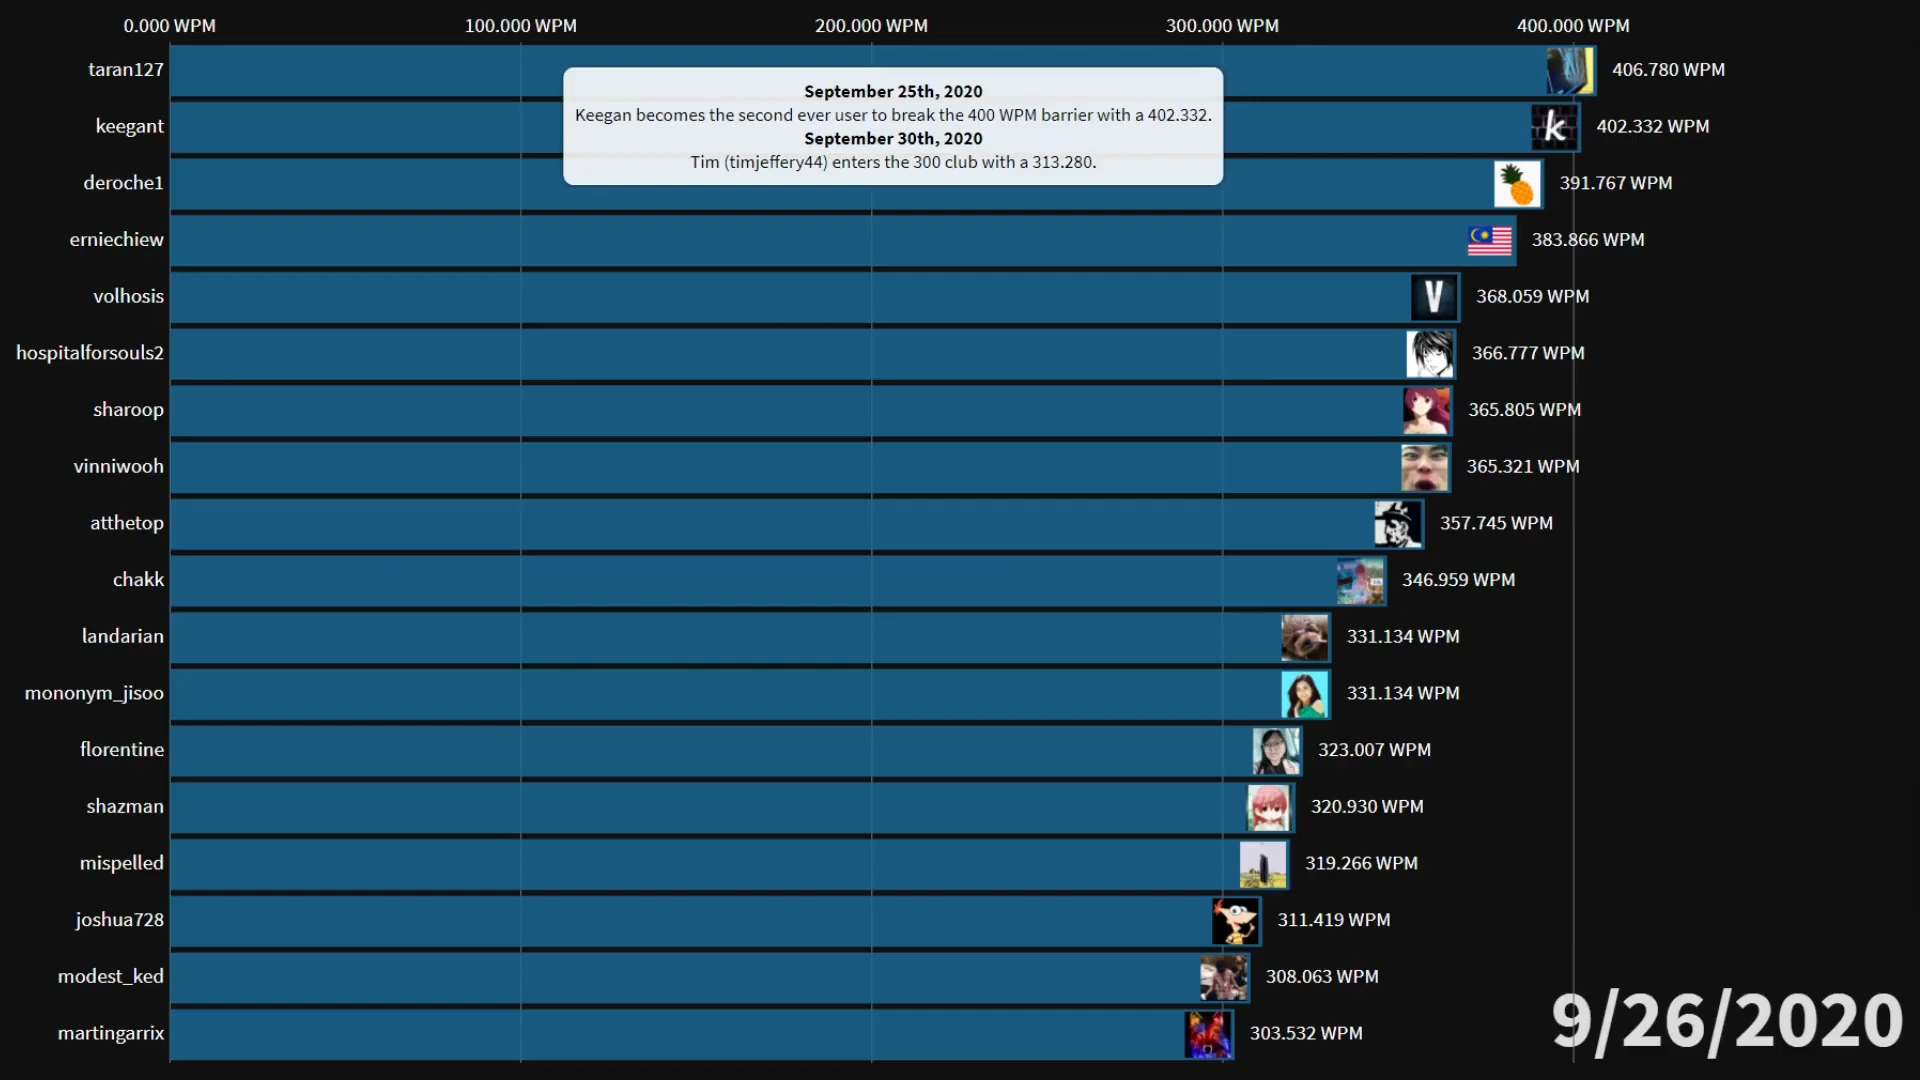 0.000 WPM 100.000 WPM 200.000 WPM 300.000 WPM 400.000 WPM
taran127 406.780 WPM
September 25th, 2020
Keegan becomes the second ever user to break the 400 WPM barrier with a 402.332.
September 30th, 2020
Tim (timjeffery44) enters the 300 club with a 313.280.
keegant k 402.332 WPM
deroche1 391.767 WPM
erniechiew 383.866 WPM
volhosis V 368.059 WPM
hospitalforsouls2 366.777 WPM
sharoop 365.805 WPM
vinniwooh 365.321 WPM
atthetop 357.745 WPM
chakk 346.959 WPM
landarian 331.134 WPM
mononym_jisoo 331.134 WPM
florentine 323.007 WPM
shazman 320.930 WPM
mispelled 319.266 WPM
joshua728 311.419 WPM
modest_ked 308.063 WPM
martingarrix 303.532 WPM
9/26/2020